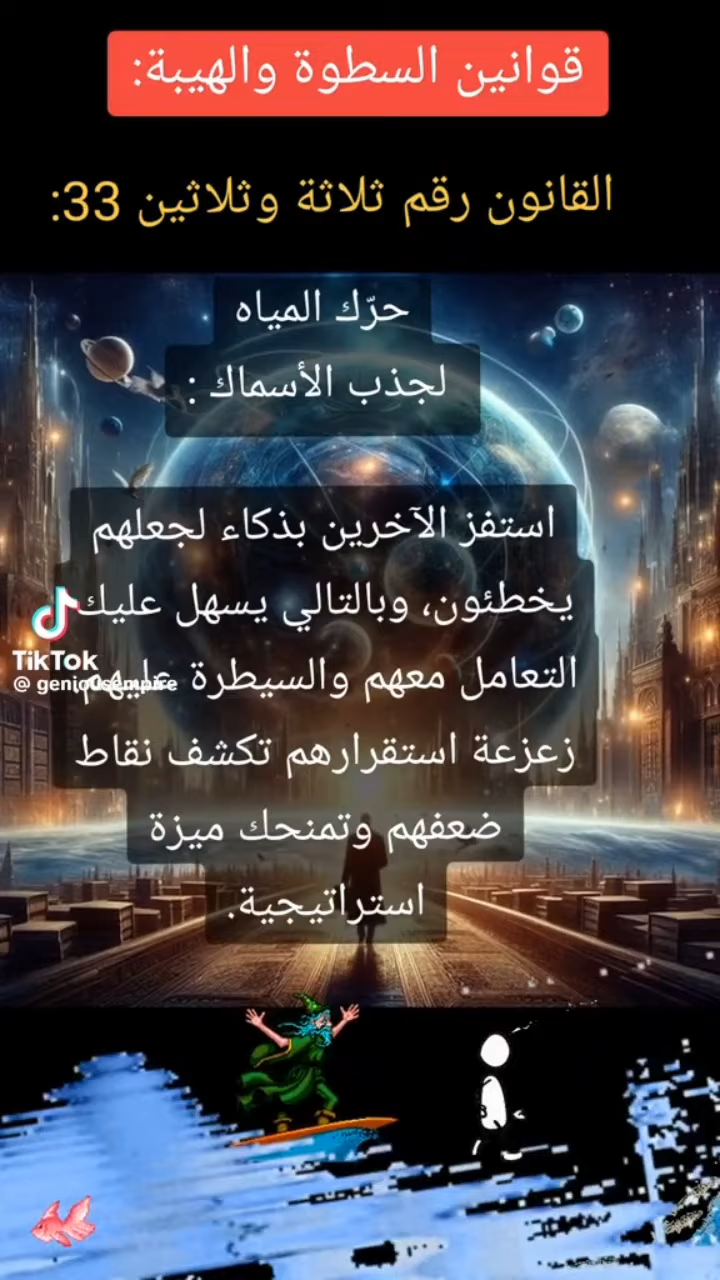 قوانين السطوة والهيبة:
القانون رقم ثلاثة وثلاثين 33:
حرّك المياه
لجذب الأسماك :
استفز الآخرين بذكاء لجعلهم
يخطئون، وبالتالي يسهل عليك
التعامل معهم والسيطرة عليهم
زعزعة استقرارهم تكشف نقاط
ضعفهم وتمنحك ميزة
استراتيجية.
TikTok
@ geniousempire